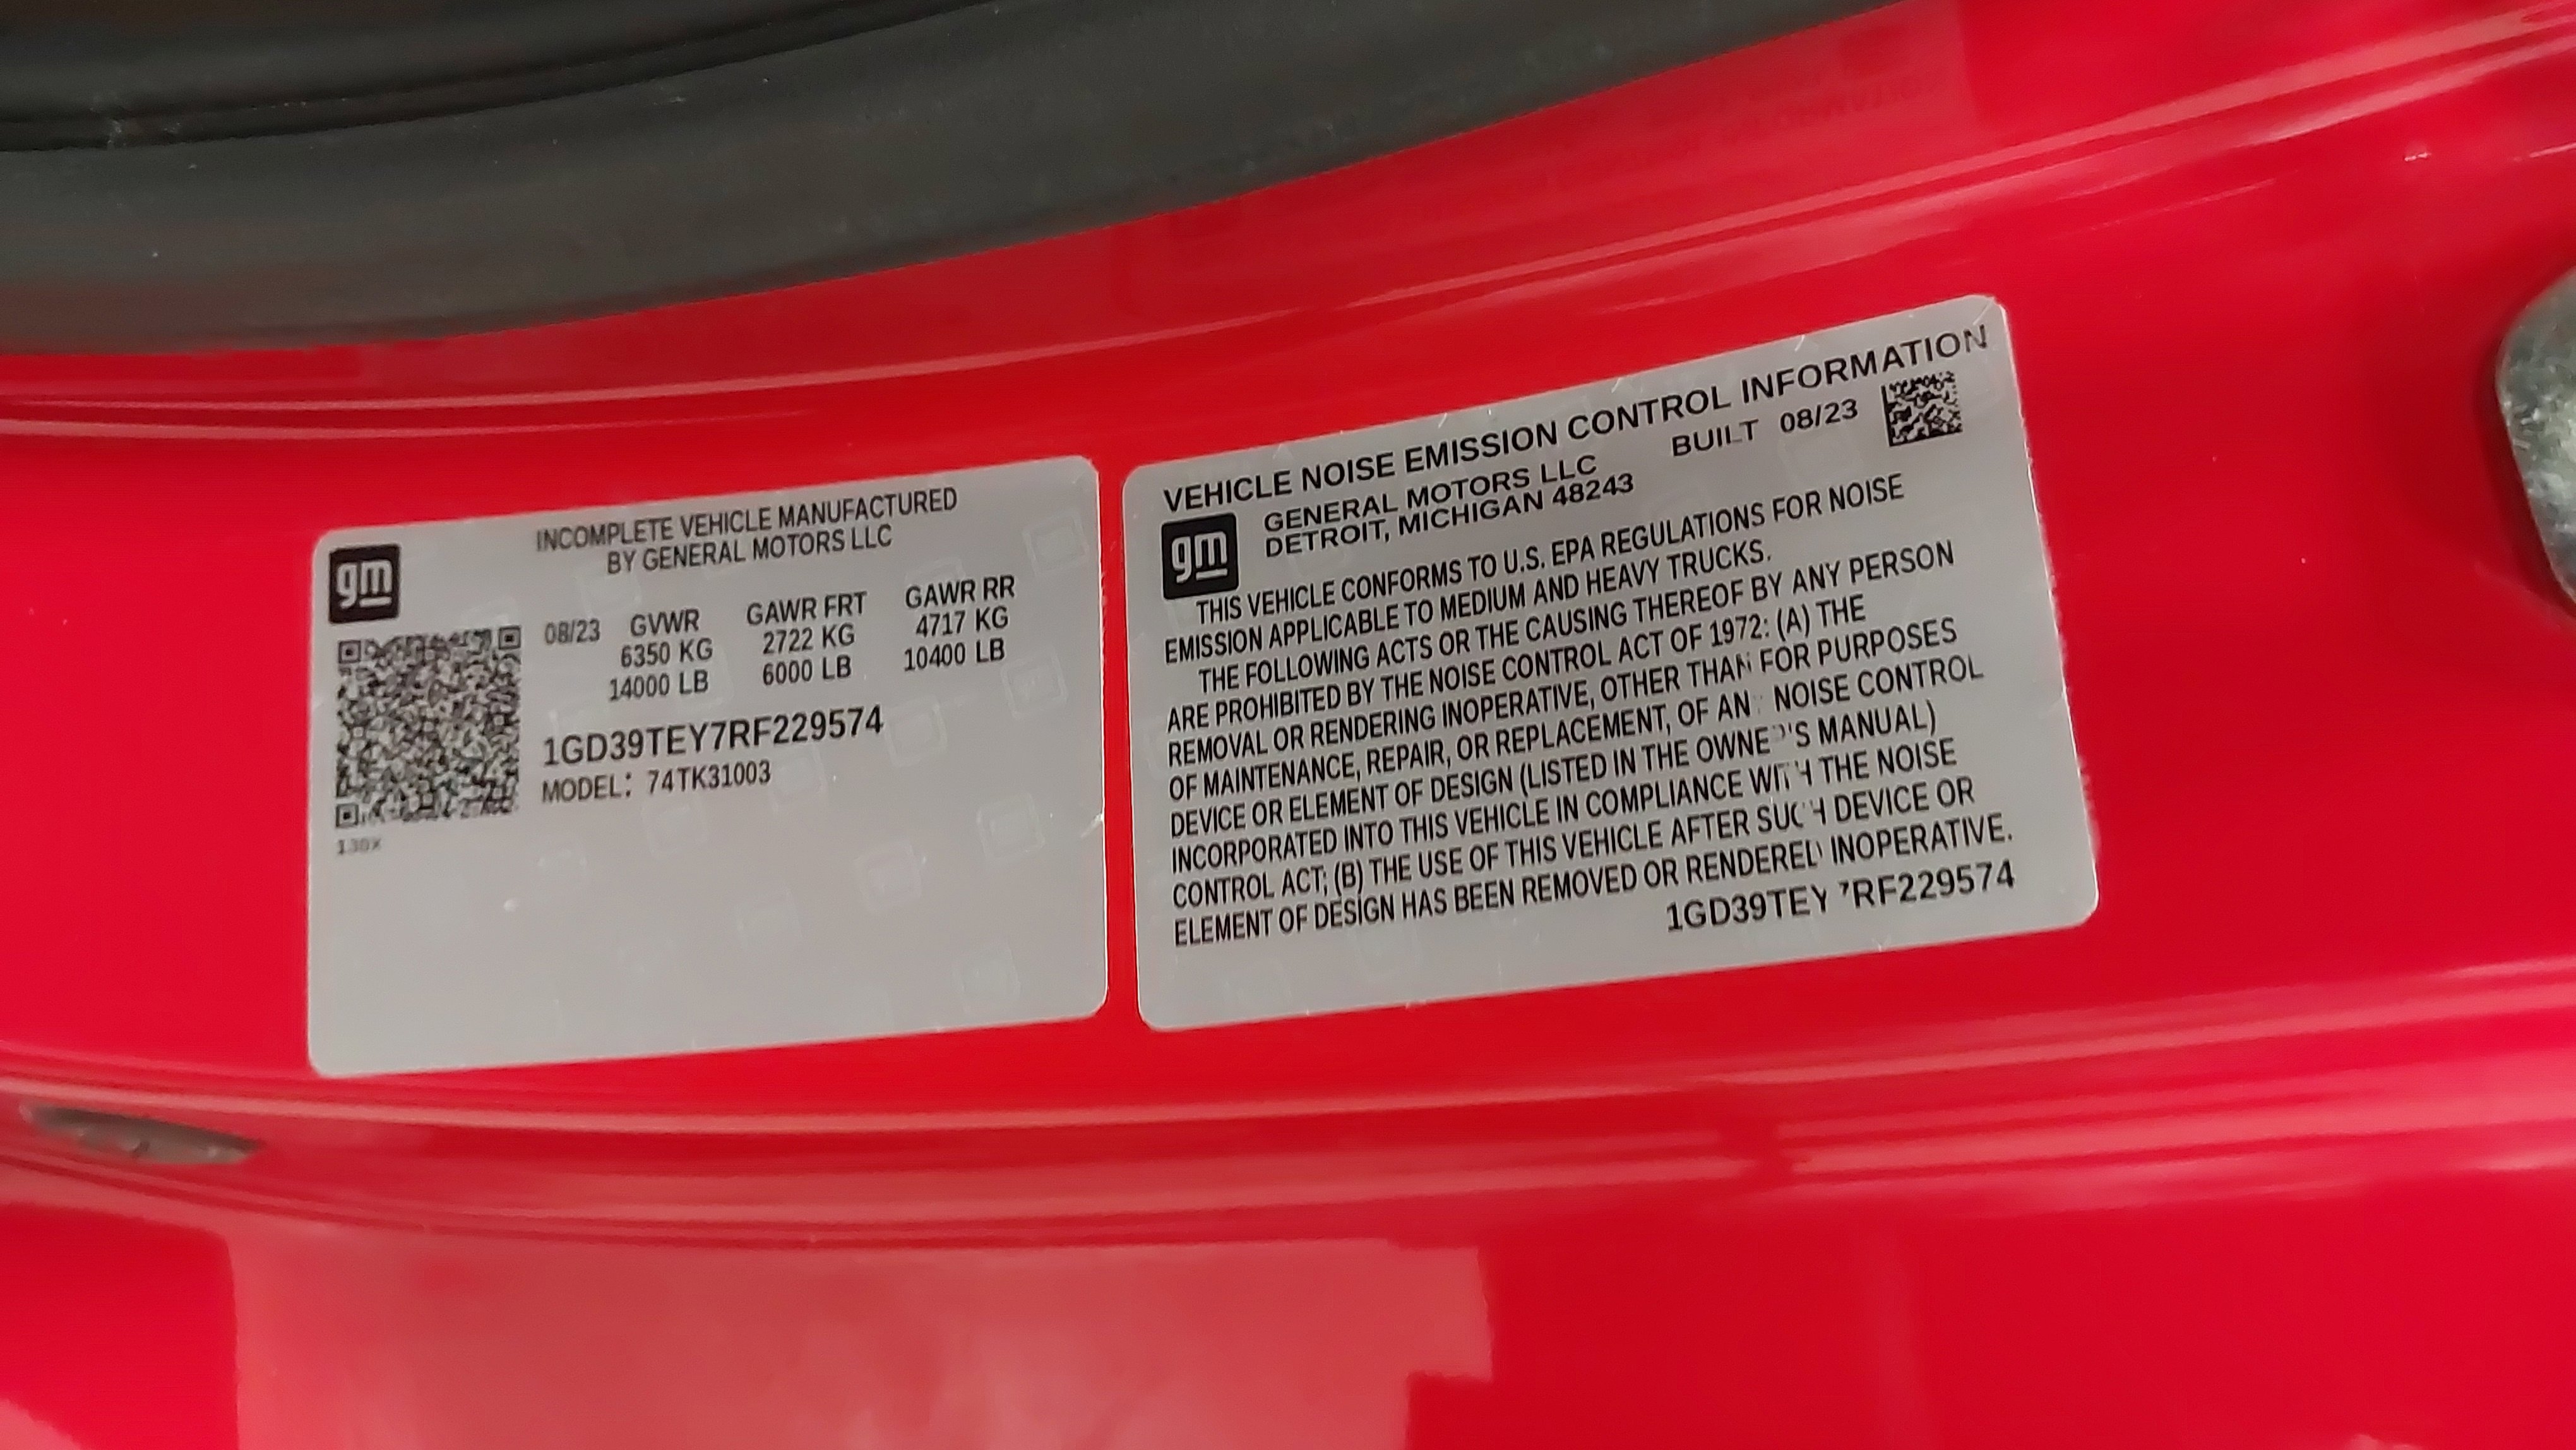 INCOMPLETE VEHICLE MANUFACTURED
BY GENERAL MOTORS LLC
gm
08/23 GVWR GAWR FRT GAWR RR
6350 KG 2722 KG 4717 KG
14000 LB 6000 LB 10400 LB
1GD39TEY7RF229574
MODEL: 74TK31003
VEHICLE NOISE EMISSION CONTROL INFORMATION
gm
GENERAL MOTORS LLC BUILT 08/23
DETROIT, MICHIGAN 48243
THIS VEHICLE CONFORMS TO U.S. EPA REGULATIONS FOR NOISE
EMISSION APPLICABLE TO MEDIUM AND HEAVY TRUCKS.
THE FOLLOWING ACTS OR THE CAUSING THEREOF BY ANY PERSON
ARE PROHIBITED BY THE NOISE CONTROL ACT OF 1972: (A) THE
REMOVAL OR RENDERING INOPERATIVE, OTHER THAN FOR PURPOSES
OF MAINTENANCE, REPAIR, OR REPLACEMENT, OF ANY NOISE CONTROL
DEVICE OR ELEMENT OF DESIGN (LISTED IN THE OWNER'S MANUAL)
INCORPORATED INTO THIS VEHICLE IN COMPLIANCE WITH THE NOISE
CONTROL ACT; (B) THE USE OF THIS VEHICLE AFTER SUCH DEVICE OR
ELEMENT OF DESIGN HAS BEEN REMOVED OR RENDERED INOPERATIVE.
1GD39TEY7RF229574